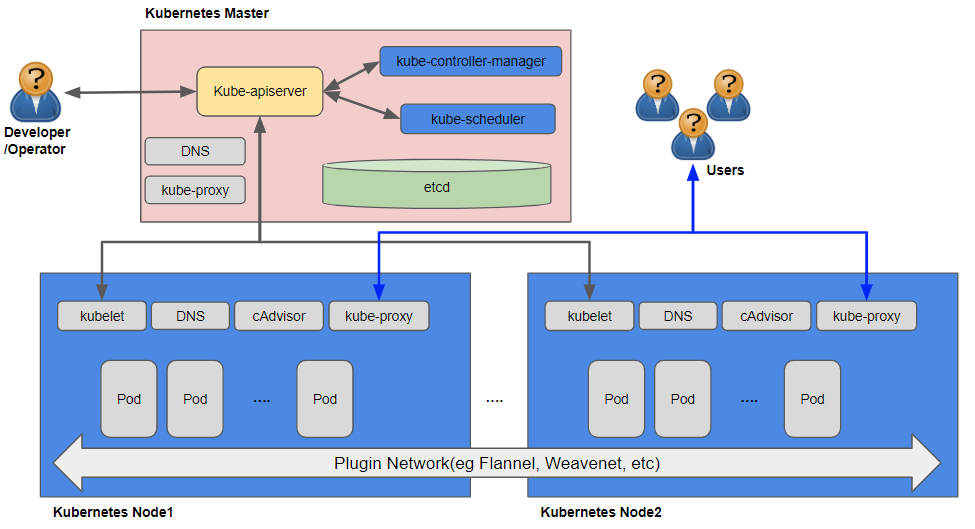 Kubernetes Master
kube-controller-manager
Kube-apiserver
kube-scheduler
?
?
?
?
Developer
/Operator
DNS
kube-proxy
etcd
Users
kubelet
DNS
cAdvisor
kube-proxy
kubelet
DNS
cAdvisor
kube-proxy
Pod
Pod
....
Pod
....
Pod
Pod
....
Pod
Plugin Network(eg Flannel, Weavenet, etc)
Kubernetes Node1
Kubernetes Node2